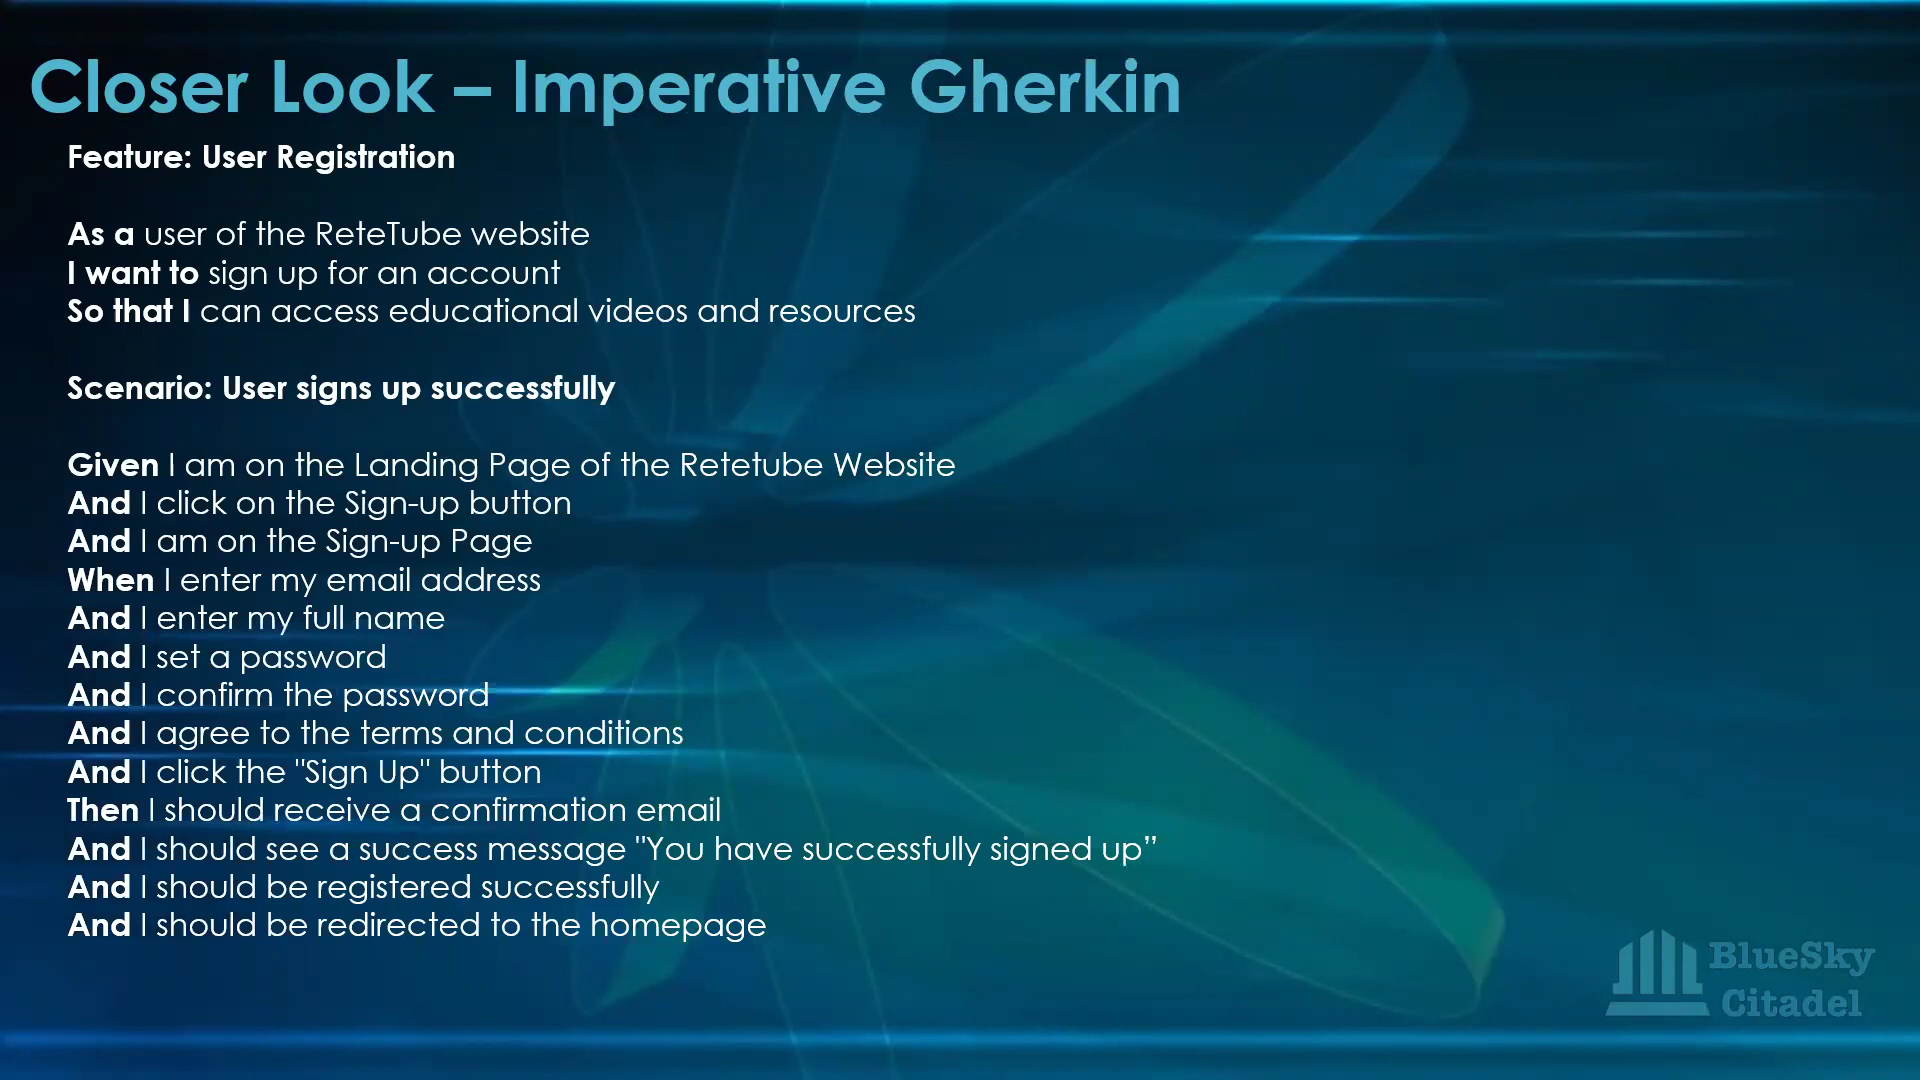 Closer Look – Imperative Gherkin
Feature: User Registration
As a user of the ReteTube website
I want to sign up for an account
So that I can access educational videos and resources
Scenario: User signs up successfully
Given I am on the Landing Page of the Retetube Website
And I click on the Sign-up button
And I am on the Sign-up Page
When I enter my email address
And I enter my full name
And I set a password
And I confirm the password
And I agree to the terms and conditions
And I click the "Sign Up" button
Then I should receive a confirmation email
And I should see a success message "You have successfully signed up”
And I should be registered successfully
And I should be redirected to the homepage
BlueSky
Citadel